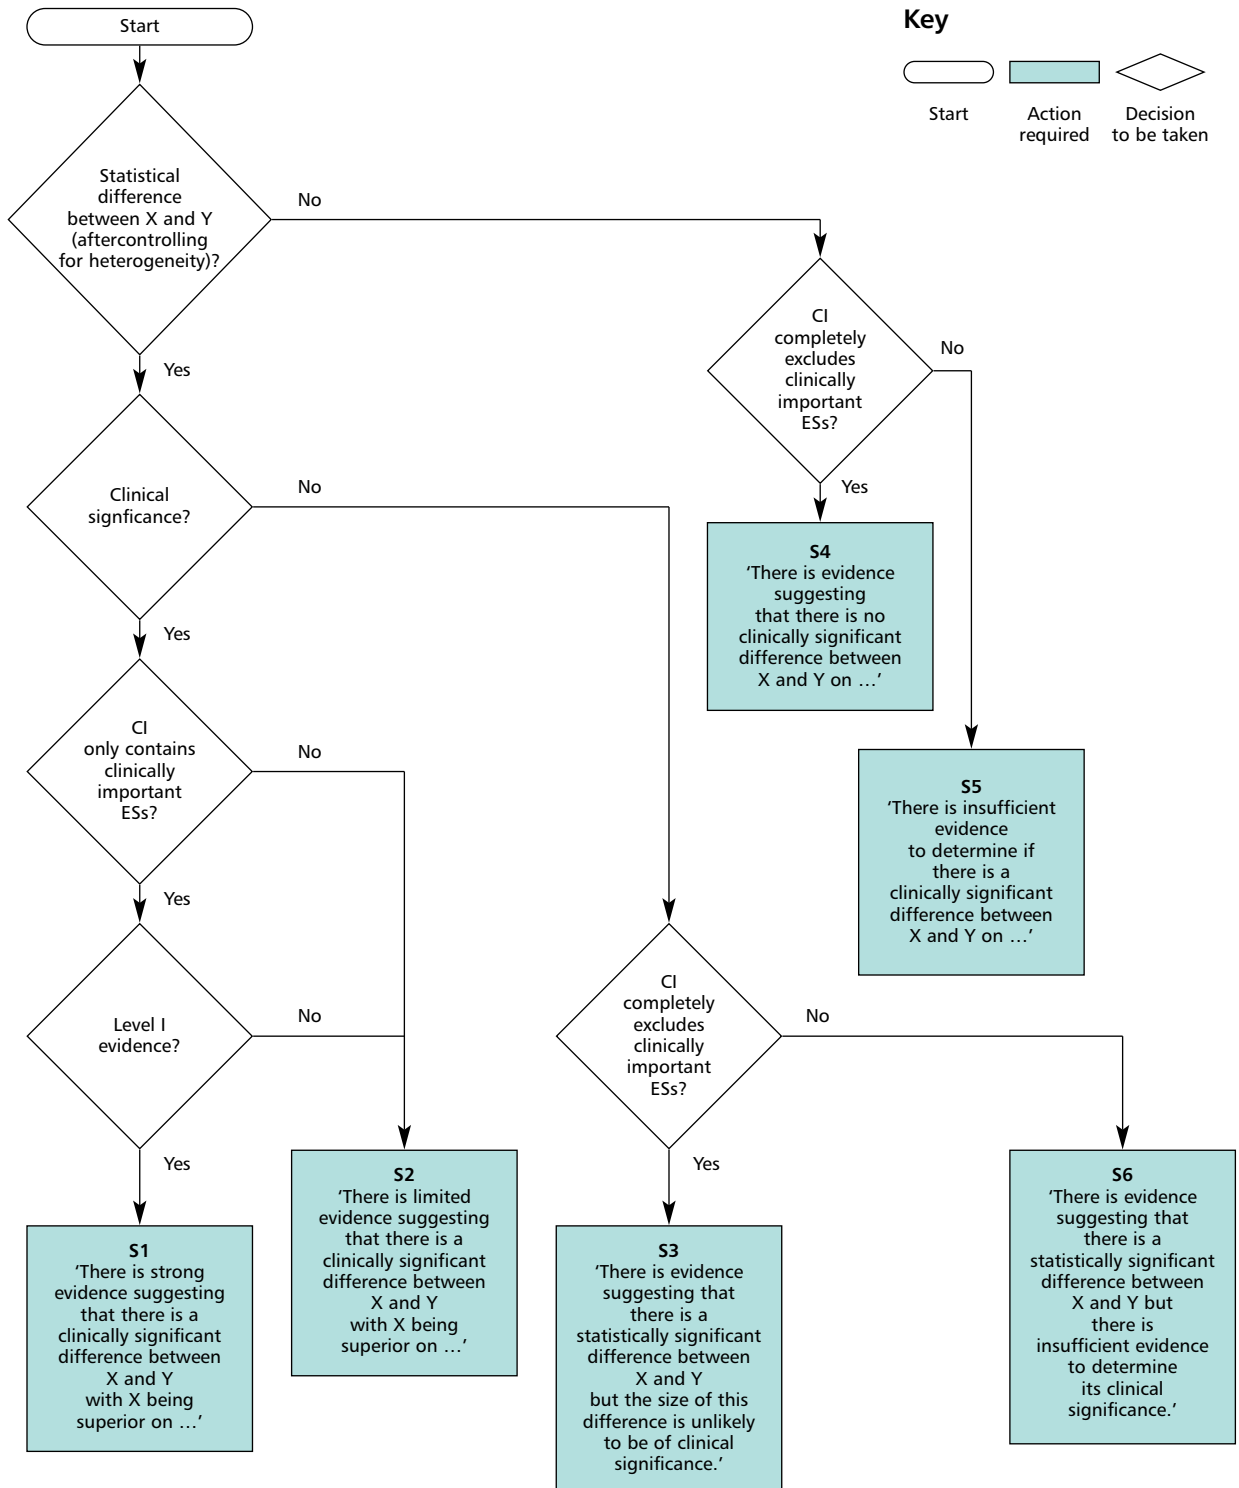 Start
Key
Start
Action
required
Decision
to be taken
Statistical
difference
between X and Y
(aftercontrolling
for heterogeneity)?
No
Yes
CI
completely
excludes
clinically
important
ESs?
No
Yes
Clinical
signficance?
No
Yes
S4
‘There is evidence
suggesting
that there is no
clinically significant
difference between
X and Y on …’
CI
only contains
clinically
important
ESs?
No
Yes
S5
‘There is insufficient
evidence
to determine if
there is a
clinically significant
difference between
X and Y on …’
Level I
evidence?
No
Yes
CI
completely
excludes
clinically
important
ESs?
No
Yes
S1
‘There is strong
evidence suggesting
that there is a
clinically significant
difference between
X and Y
with X being
superior on …’
S2
‘There is limited
evidence suggesting
that there is a
clinically significant
difference between
X and Y
with X being
superior on …’
S3
‘There is evidence
suggesting that
there is a
statistically significant
difference between
X and Y
but the size of this
difference is unlikely
to be of clinical
significance.’
S6
‘There is evidence
suggesting that
there is a
statistically significant
difference between
X and Y but
there is
insufficient evidence
to determine
its clinical
significance.’